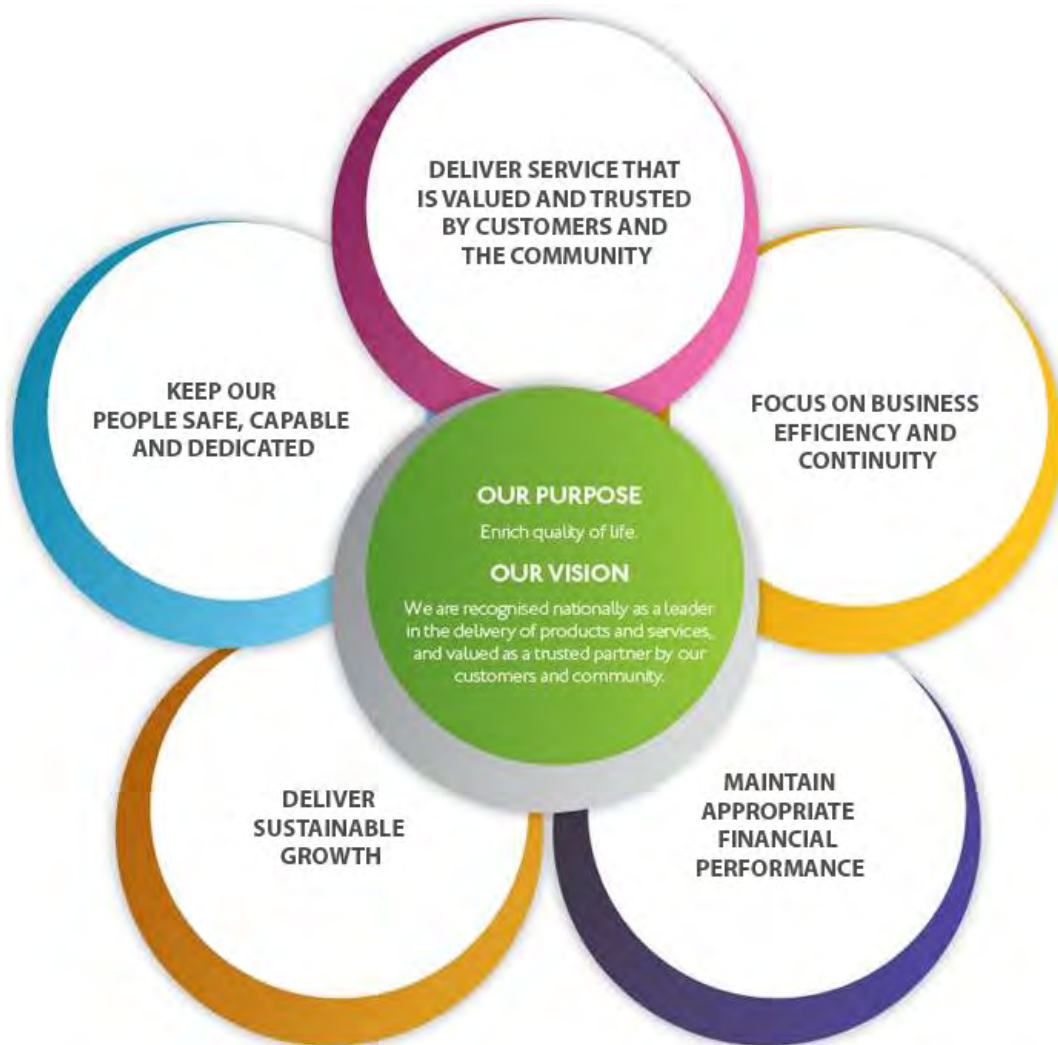 DELIVER SERVICE THAT
IS VALUED AND TRUSTED
BY CUSTOMERS AND
THE COMMUNITY
KEEP OUR
PEOPLE SAFE, CAPABLE
AND DEDICATED
FOCUS ON BUSINESS
EFFICIENCY AND
CONTINUITY
OUR PURPOSE
Enrich quality of life.
OUR VISION
We are recognised nationally as a leader
in the delivery of products and services,
and valued as a trusted partner by our
customers and community.
DELIVER
SUSTAINABLE
GROWTH
MAINTAIN
APPROPRIATE
FINANCIAL
PERFORMANCE